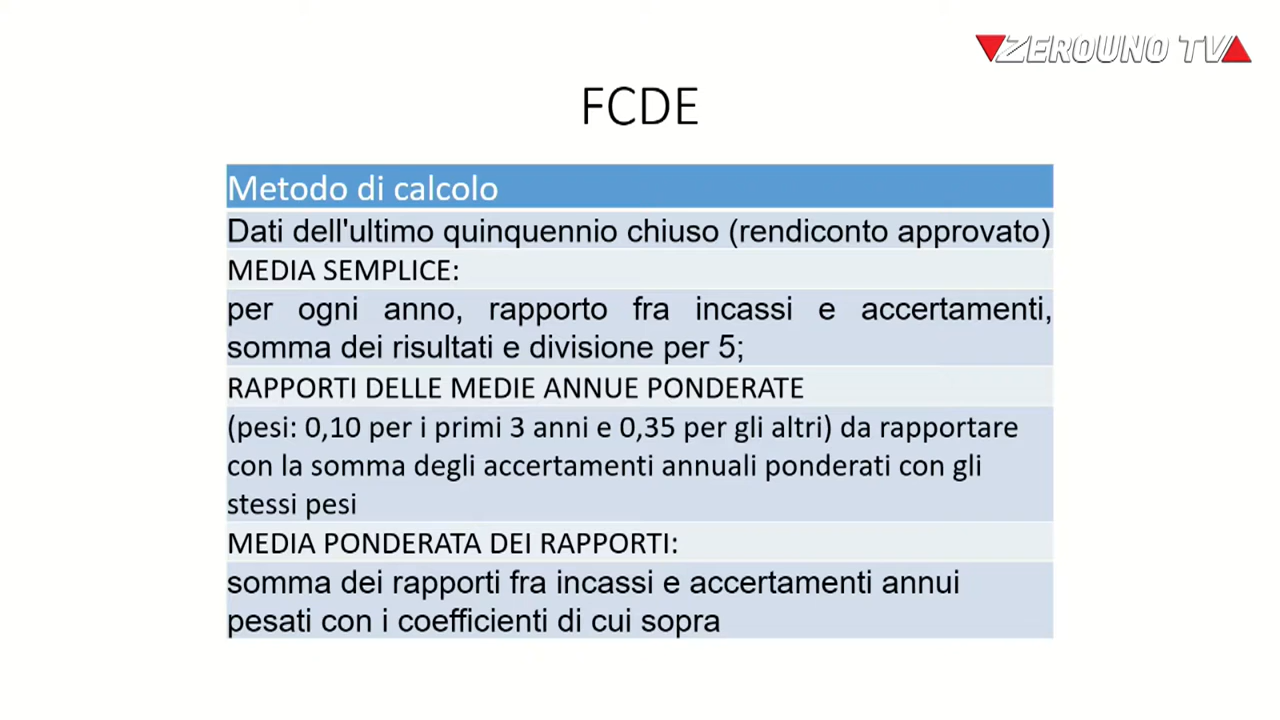 ZEROUNO TV
FCDE
Metodo di calcolo
Dati dell'ultimo quinquennio chiuso (rendiconto approvato)
MEDIA SEMPLICE:
per ogni anno, rapporto fra incassi e accertamenti,
somma dei risultati e divisione per 5;
RAPPORTI DELLE MEDIE ANNUE PONDERATE
(pesi: 0,10 per i primi 3 anni e 0,35 per gli altri) da rapportare
con la somma degli accertamenti annuali ponderati con gli
stessi pesi
MEDIA PONDERATA DEI RAPPORTI:
somma dei rapporti fra incassi e accertamenti annui
pesati con i coefficienti di cui sopra